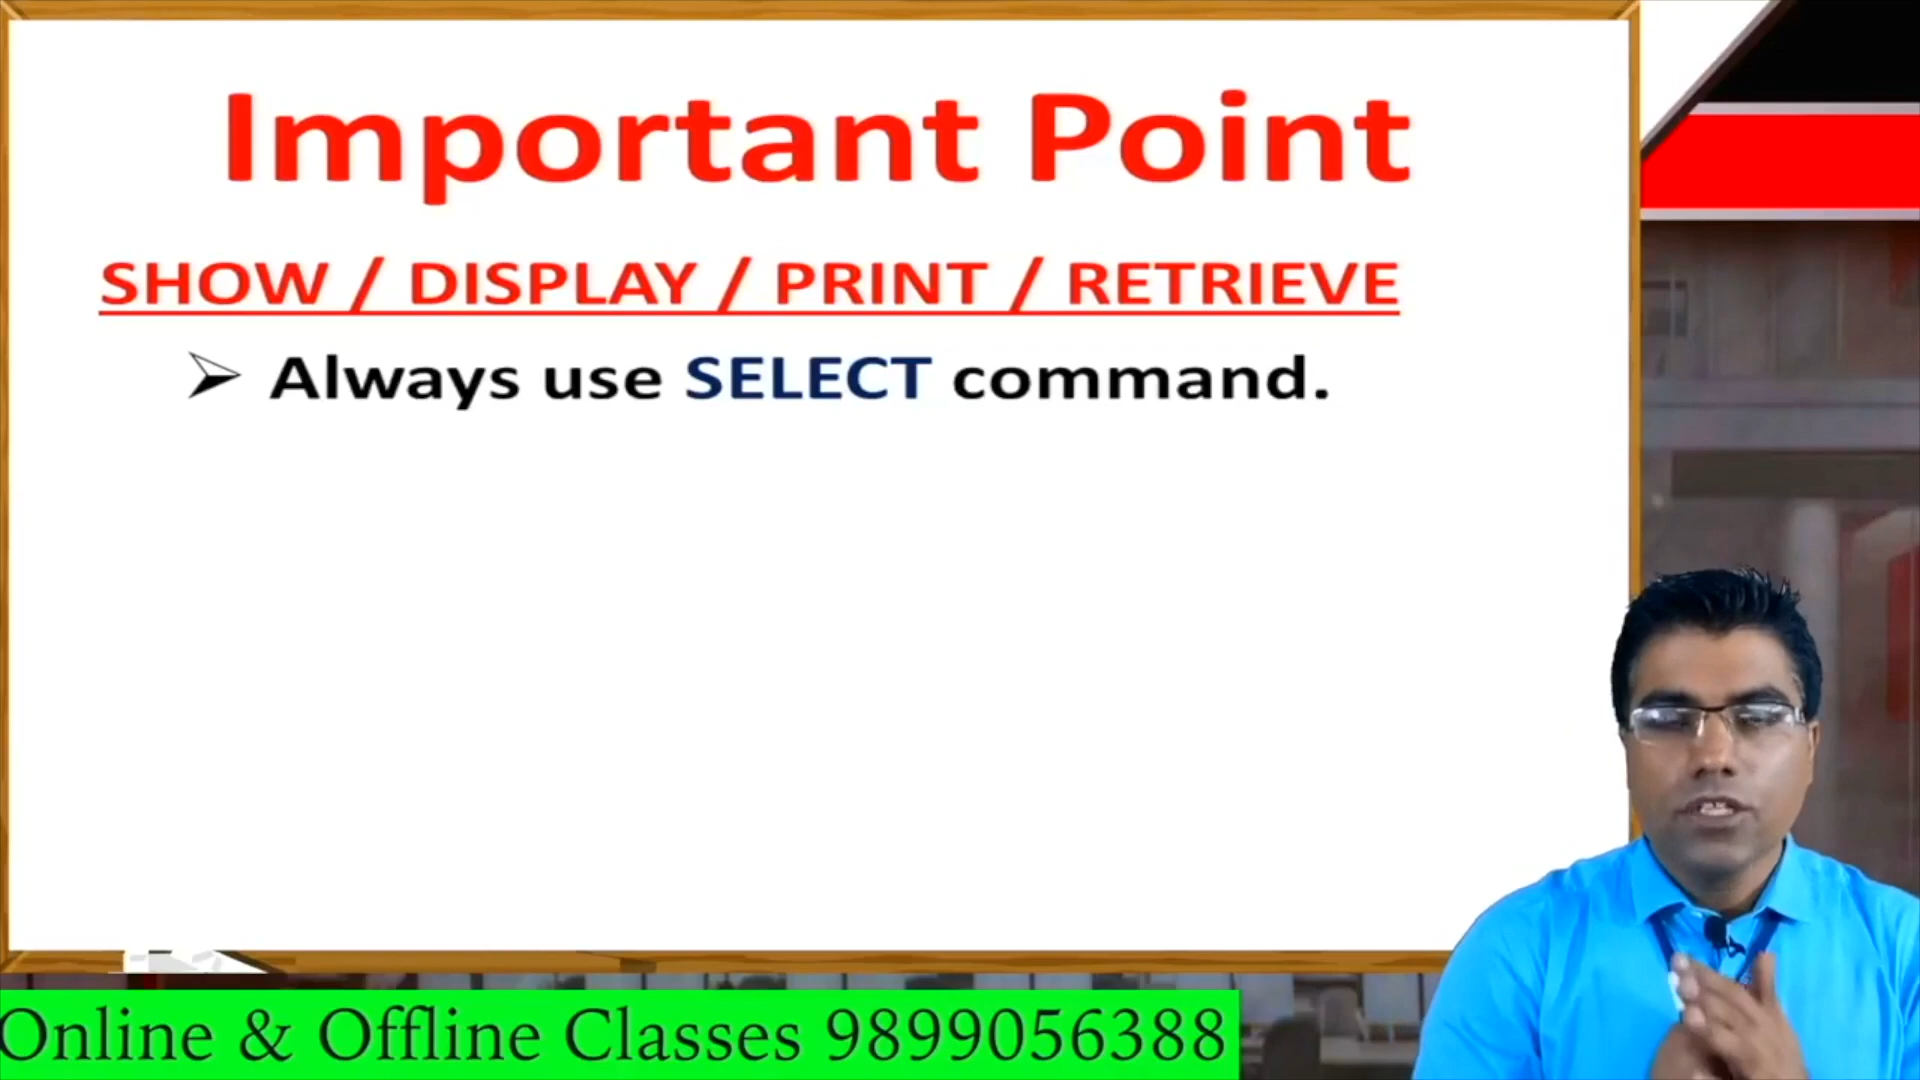 Important Point
SHOW / DISPLAY / PRINT / RETRIEVE
➢ Always use SELECT command.
Online & Offline Classes 9899056388